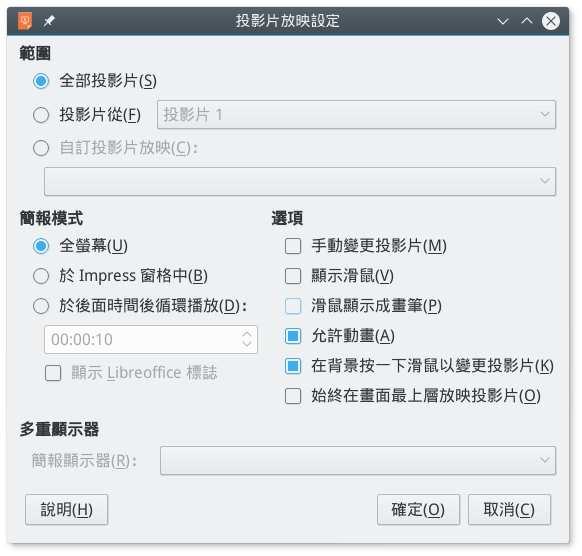 投影片放映設定
範圍
全部投影片(S)
投影片從(F) 投影片 1
自訂投影片放映(C):
簡報模式 選項
全螢幕(U) 手動變更投影片(M)
於 Impress 窗格中(B) 顯示滑鼠(V)
於後面時間後循環播放(D): 滑鼠顯示成畫筆(P)
00:00:10 允許動畫(A)
顯示 Libreoffice 標誌 在背景按一下滑鼠以變更投影片(K)
始終在畫面最上層放映投影片(O)
多重顯示器
簡報顯示器(R):
說明(H) 確定(O) 取消(C)